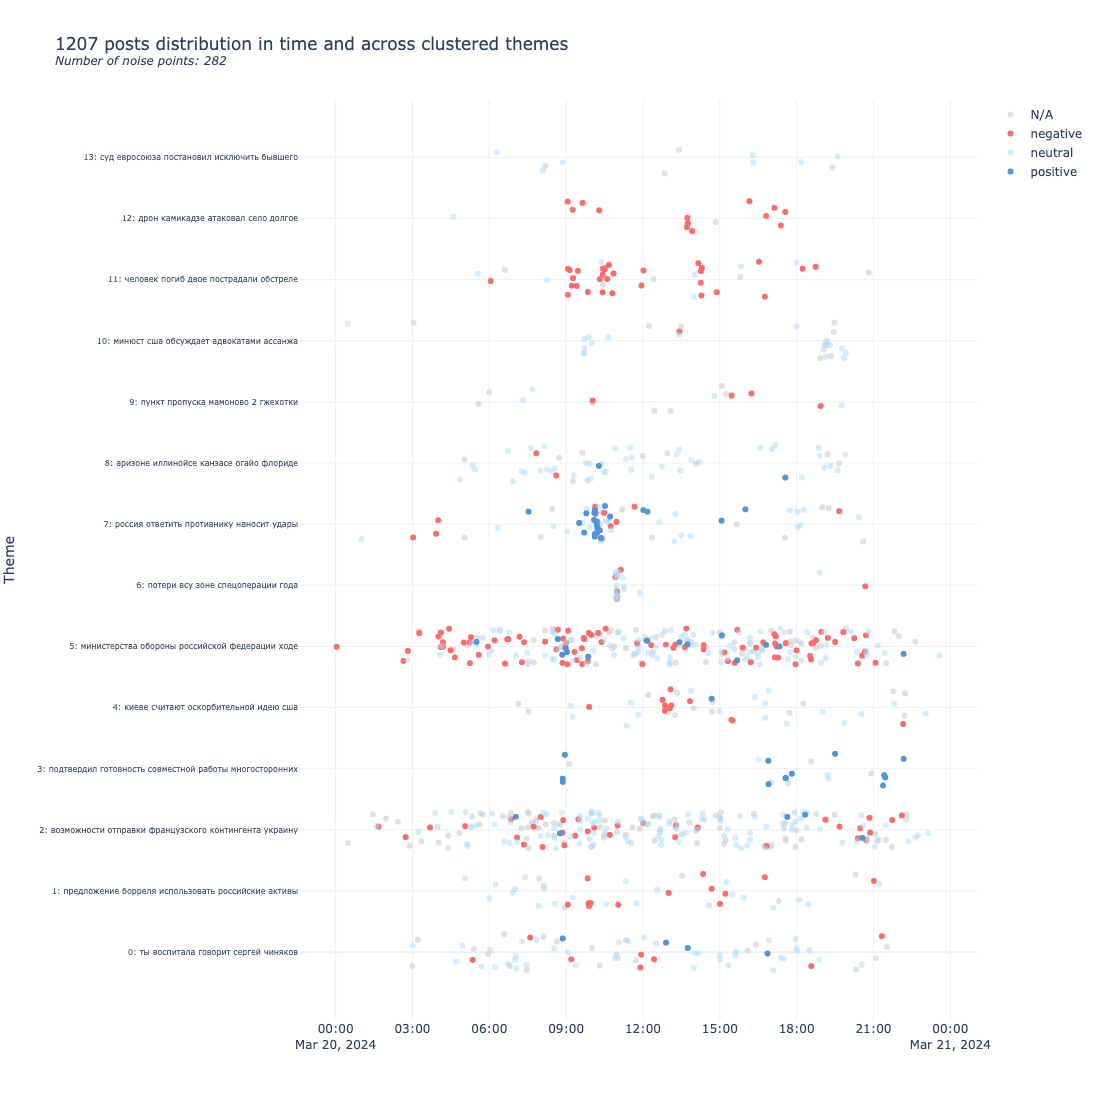 1207 posts distribution in time and across clustered themes
Number of noise points: 282
N/A
negative
neutral
positive
Theme
13: суд евросоюза постановил исключить бывшего
12: дрон камикадзе атаковал село долгое
11: человек погиб двое пострадали обстреле
10: минюст сша обсуждает адвокатами ассанжа
9: пункт пропуска мамоново 2 гжехотки
8: аризоне иллинойсе канзасе огайо флориде
7: россия ответить противнику наносит удары
6: потери всу зоне спецоперации года
5: министерства обороны российской федерации ходе
4: киеве считают оскорбительной идею сша
3: подтвердил готовность совместной работы многосторонних
2: возможности отправки французского контингента украину
1: предложение борреля использовать российские активы
0: ты воспитала говорит сергей чиняков
00:00 03:00 06:00 09:00 12:00 15:00 18:00 21:00 00:00
Mar 20, 2024 Mar 21, 2024